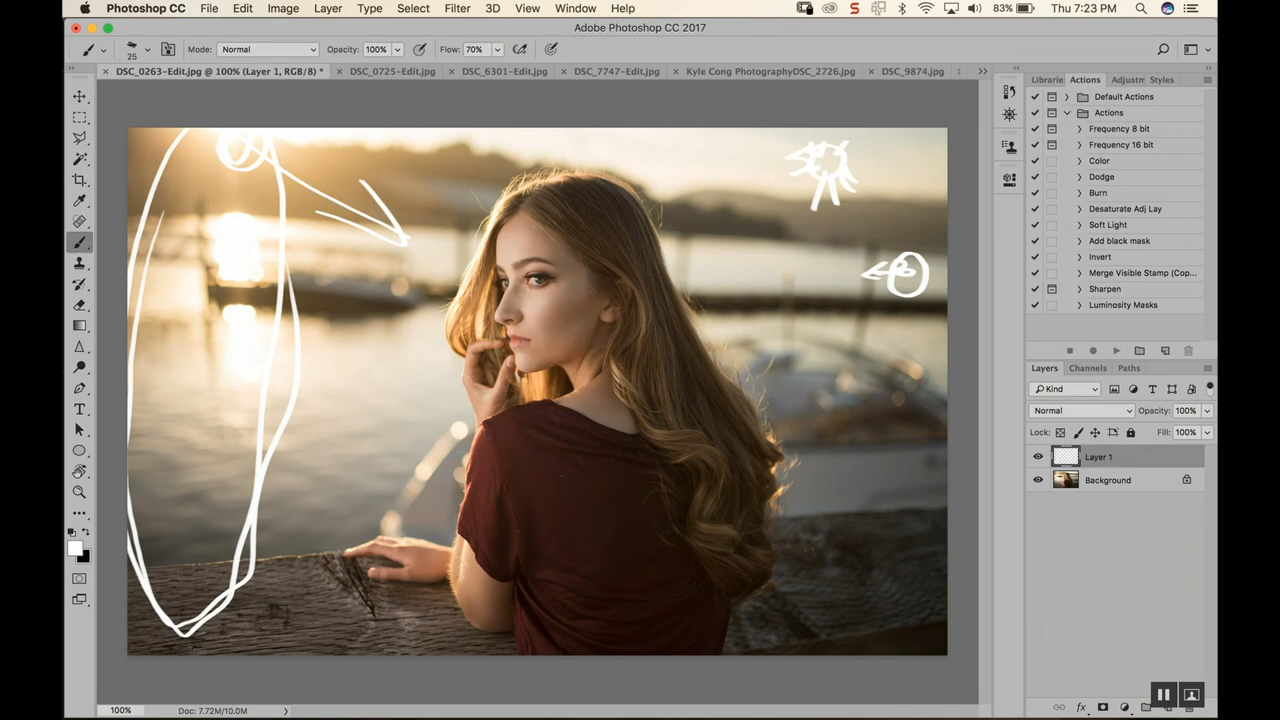 Photoshop CC File Edit Image Layer Type Select Filter 3D View Window Help S 83% Thu 7:23 PM
Adobe Photoshop CC 2017
25 Mode: Normal Opacity: 100% Flow: 70%
× DSC_0263-Edit.jpg @ 100% (Layer 1, RGB/8) * × DSC_0725-Edit.jpg × DSC_6301-Edit.jpg × DSC_7747-Edit.jpg × Kyle Cong PhotographyDSC_2726.jpg × DSC_9874.jpg
Librarie Actions Adjustm Styles
Default Actions
Actions
Frequency 8 bit
Frequency 16 bit
Color
Dodge
Burn
Desaturate Adj Lay
Soft Light
Add black mask
Invert
Merge Visible Stamp (Cop...
Sharpen
Luminosity Masks
Layers Channels Paths
Kind
Normal Opacity: 100%
Lock: Fill: 100%
Layer 1
Background
fx
100% Doc: 7.72M/10.0M